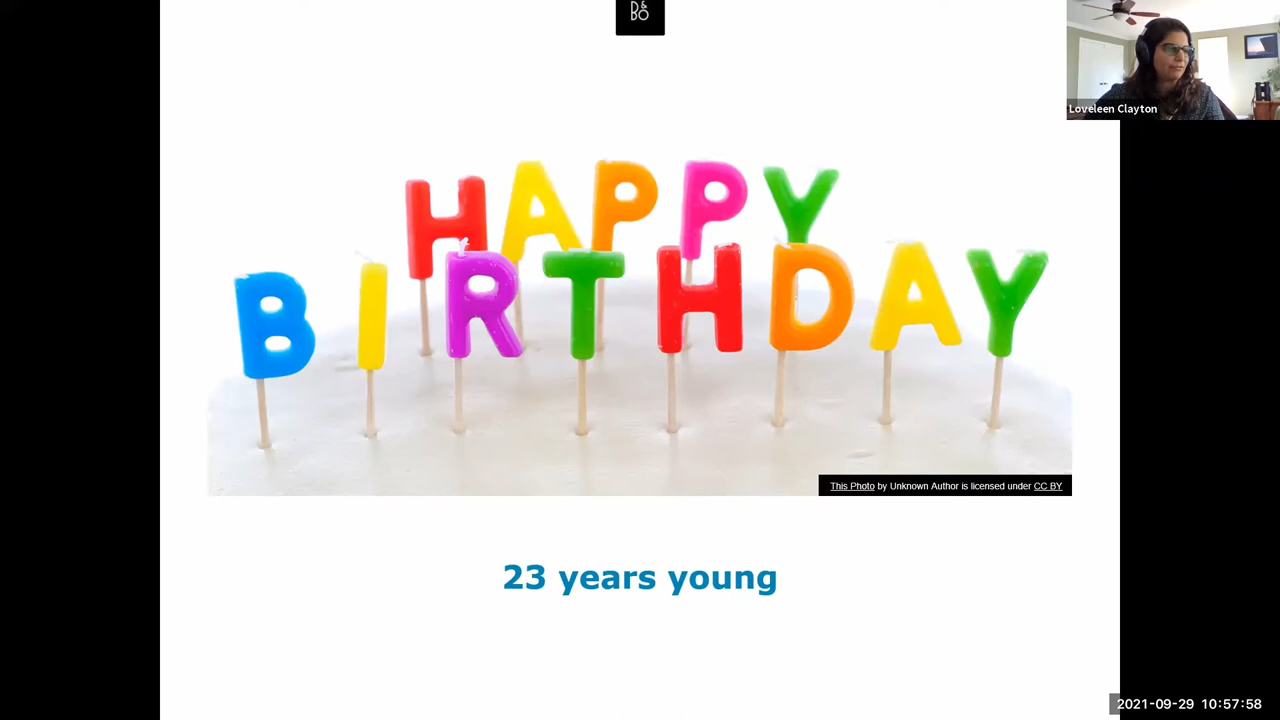 B&O
Loveleen Clayton
HAPPY
BIRTHDAY
This Photo by Unknown Author is licensed under CC BY
23 years young
2021-09-29 10:57:58